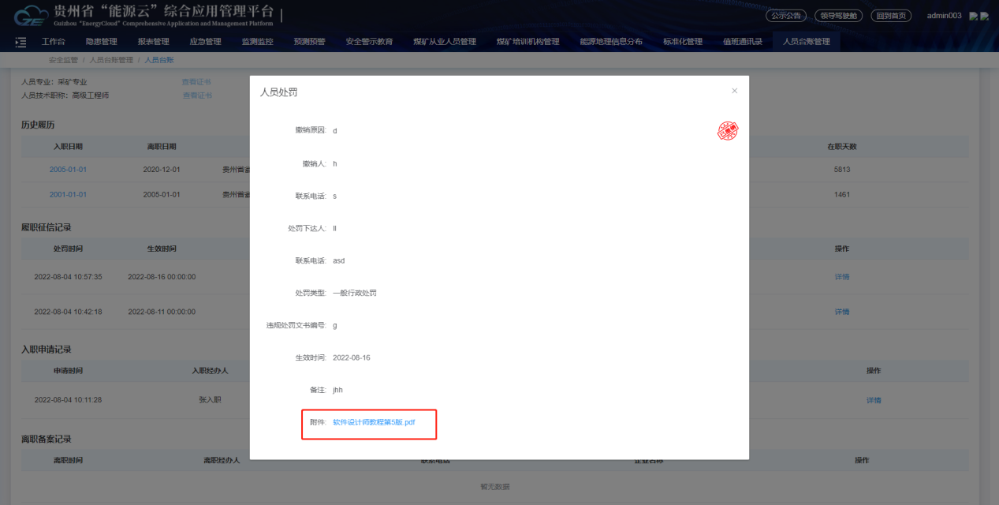 贵州省“能源云”综合应用管理平台
Guizhou "EnergyCloud" Comprehensive Application and Management Platform
公示公告 领导驾驶舱 回到首页 admin003
工作台 隐患管理 报表管理 应急管理 监测监控 预测预警 安全警示教育 煤矿从业人员管理 煤矿培训机构管理 能源地理信息分布 标准化管理 值班通讯录 人员台账管理
安全监管 / 人员台账管理 / 人员台账
人员专业: 采矿专业 查看证书
人员技术职称: 高级工程师 查看证书
历史履历
入职日期 离职日期 在职天数
2005-01-01 2020-12-01 贵州省 5813
2001-01-01 2005-01-01 贵州省 1461
履职征信记录
处罚时间 生效时间 操作
2022-08-04 10:57:35 2022-08-16 00:00:00 详情
2022-08-04 10:42:18 2022-08-11 00:00:00 详情
入职申请记录
申请时间 入职经办人 操作
2022-08-04 10:11:28 张入职 详情
离职备案记录
离职时间 离职经办人 联系电话 企业名称 操作
暂无数据
人员处罚 ×
撤销原因: d
已撤销
撤销人: h
联系电话: s
处罚下达人: ll
联系电话: asd
处罚类型: 一般行政处罚
违规处罚文书编号: g
生效时间: 2022-08-16
备注: jhh
附件: 软件设计师教程第5版.pdf